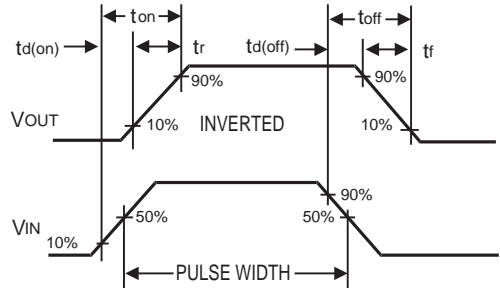 ton
toff
td(on)
tr
td(off)
tf
90%
90%
VOUT
10%
INVERTED
10%
90%
VIN
50%
50%
10%
PULSE WIDTH